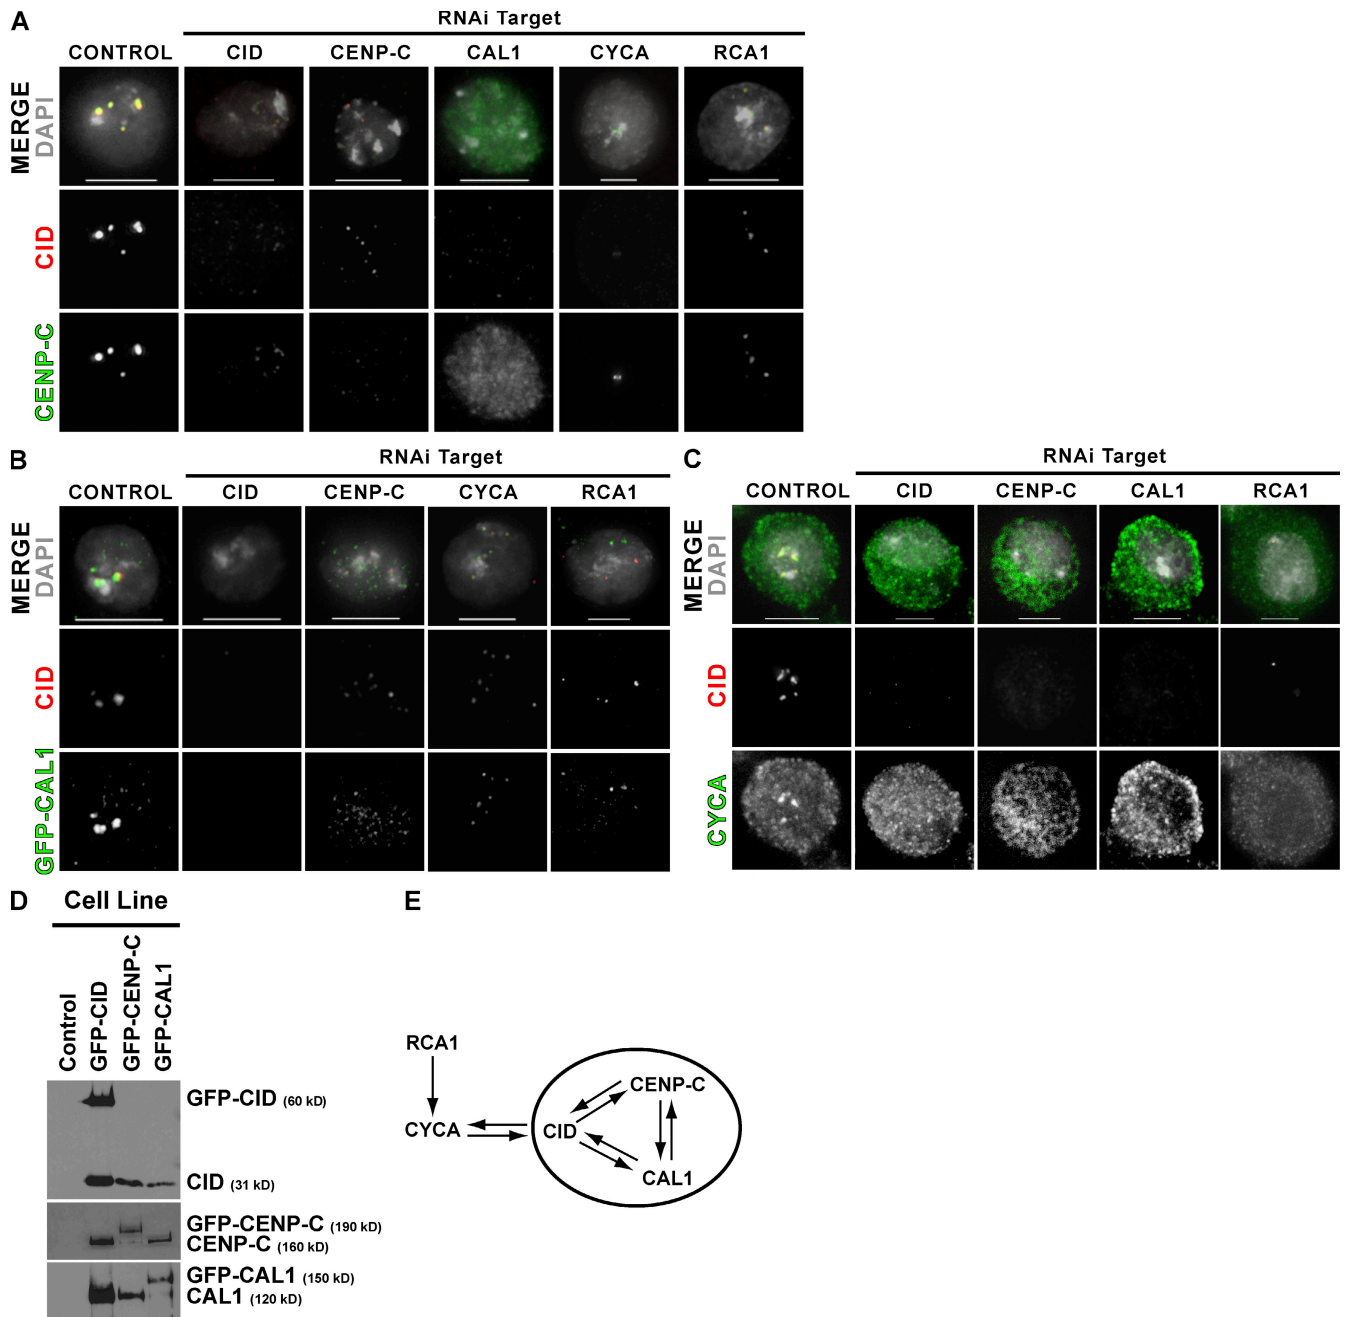 A
RNAi Target
CONTROL CID CENP-C CAL1 CYCA RCA1
MERGE
DAPI
CID
CENP-C
B
RNAi Target
CONTROL CID CENP-C CYCA RCA1
MERGE
DAPI
CID
GFP-CAL1
C
RNAi Target
CONTROL CID CENP-C CAL1 RCA1
MERGE
DAPI
CID
CYCA
D
Cell Line
Control
GFP-CID
GFP-CENP-C
GFP-CAL1
GFP-CID (60 kD)
CID (31 kD)
GFP-CENP-C (190 kD)
CENP-C (160 kD)
GFP-CAL1 (150 kD)
CAL1 (120 kD)
E
RCA1
CENP-C
CYCA
CID
CAL1